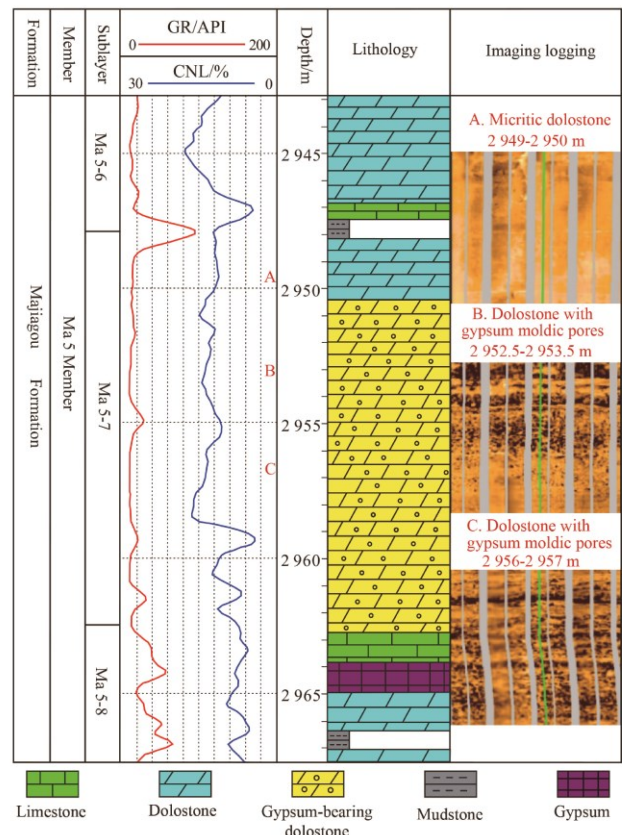 Formation
Member
Sublayer
GR/API
0 200
CNL/%
30 0
Depth/m
Lithology
Imaging logging
Majiagou Formation
Ma 5 Member
Ma 5-6
Ma 5-7
Ma 5-8
A
B
C
2 945
2 950
2 955
2 960
2 965
A. Micritic dolostone
2 949-2 950 m
B. Dolostone with
gypsum moldic pores
2 952.5-2 953.5 m
C. Dolostone with
gypsum moldic pores
2 956-2 957 m
Limestone
Dolostone
Gypsum-bearing
dolostone
Mudstone
Gypsum